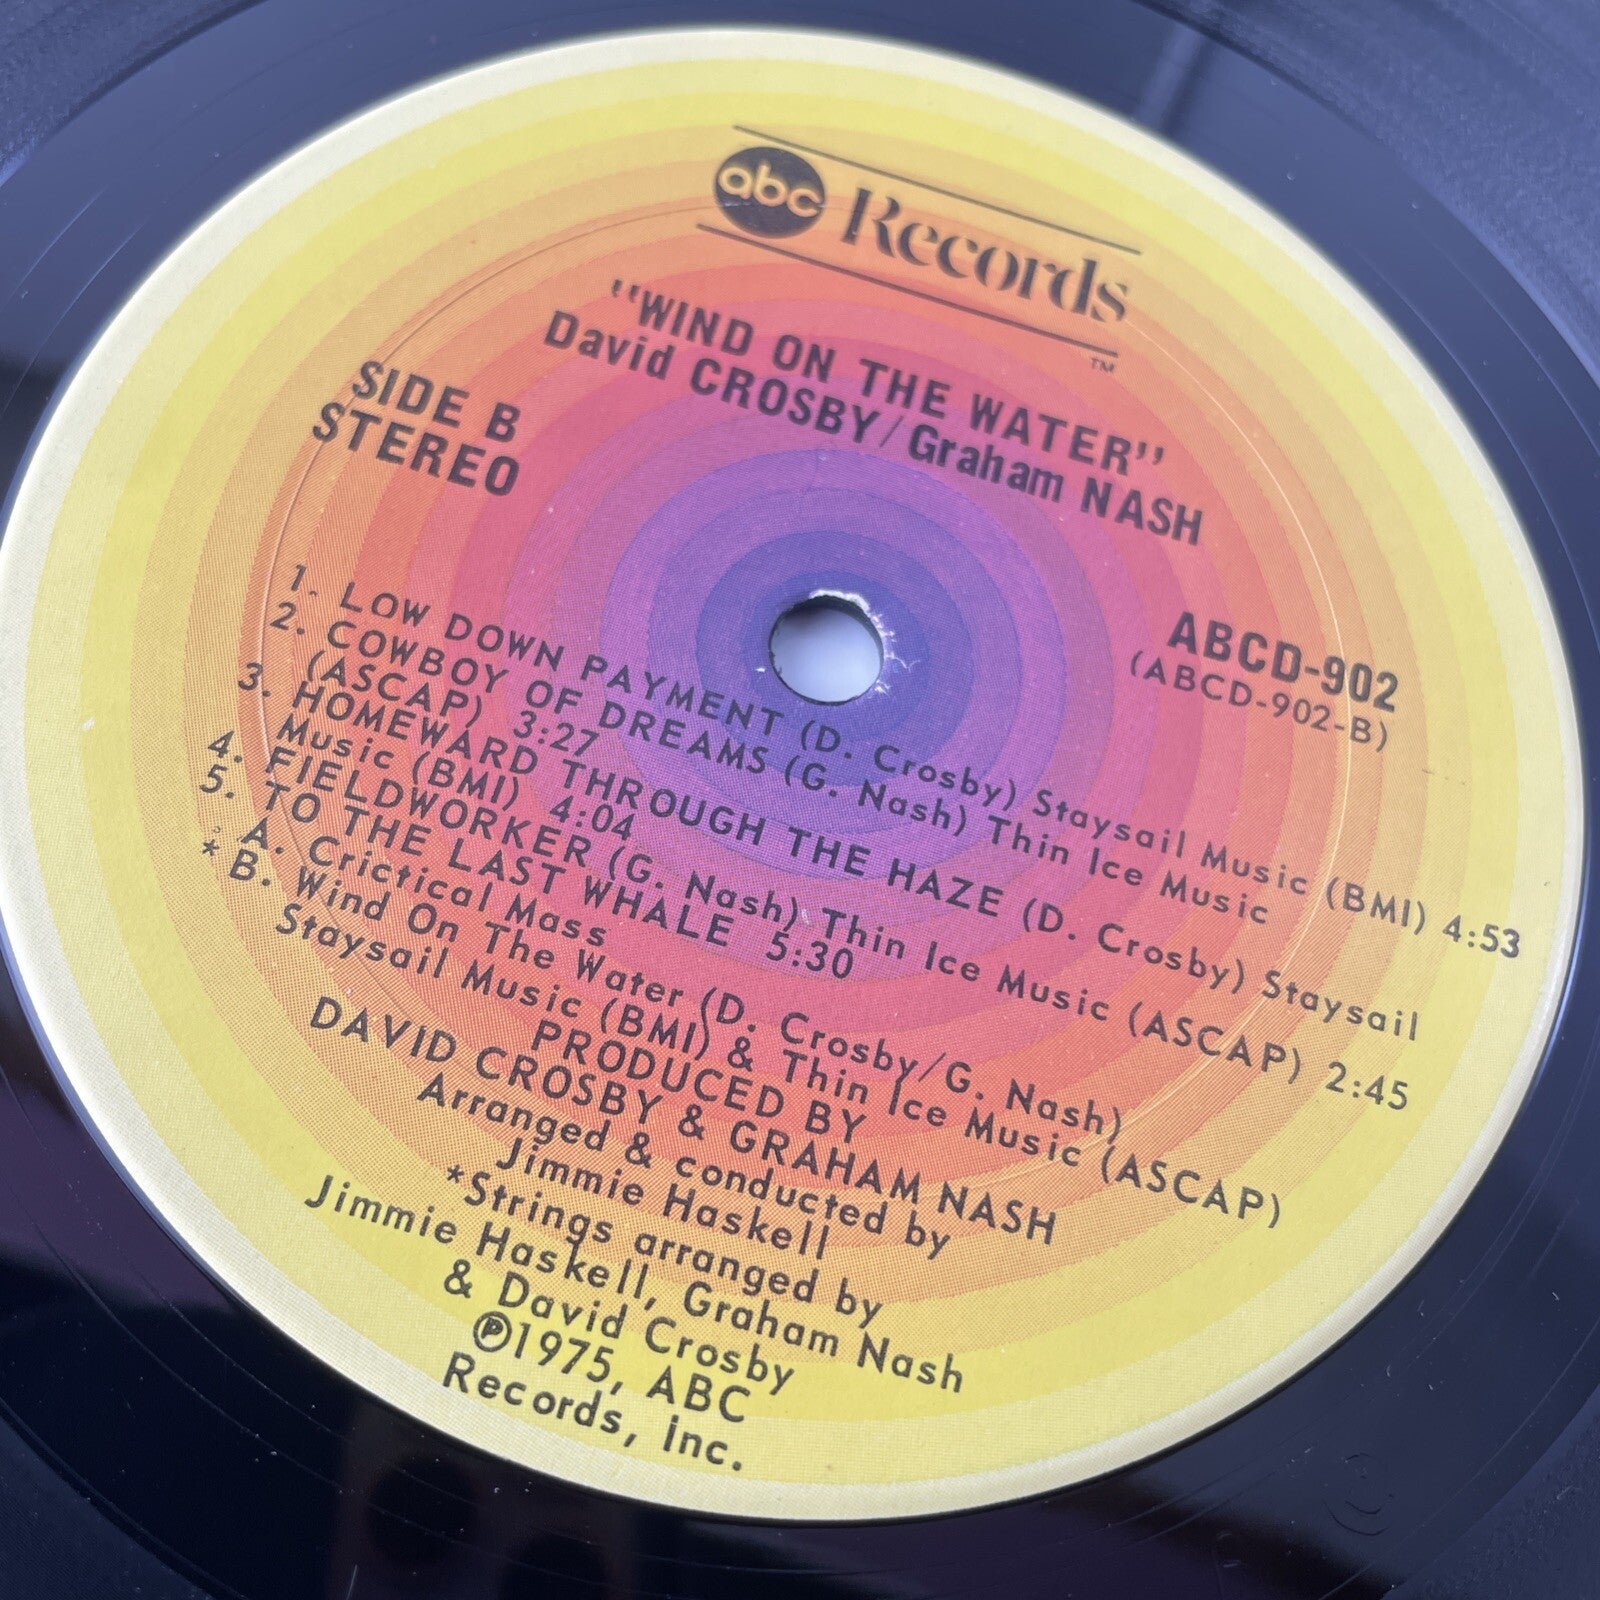 abc Records
TM
"WIND ON THE WATER"
David CROSBY/Graham NASH
SIDE B
STEREO
ABCD-902
(ABCD-902-B)
1. LOW DOWN PAYMENT (D. Crosby) Staysail Music (BMI) 4:53
2. COWBOY OF DREAMS (G. Nash) Thin Ice Music
(ASCAP) 3:27
3. HOMEWARD THROUGH THE HAZE (D. Crosby) Staysail
Music (BMI) 4:04
4. FIELDWORKER (G. Nash) Thin Ice Music (ASCAP) 2:45
5. TO THE LAST WHALE 5:30
A. Crictical Mass
*B. Wind On The Water (D. Crosby/G. Nash)
Staysail Music (BMI) & Thin Ice Music (ASCAP)
PRODUCED BY
DAVID CROSBY & GRAHAM NASH
Arranged & conducted by
Jimmie Haskell
*Strings arranged by
Jimmie Haskell, Graham Nash
& David Crosby
℗1975, ABC
Records, Inc.